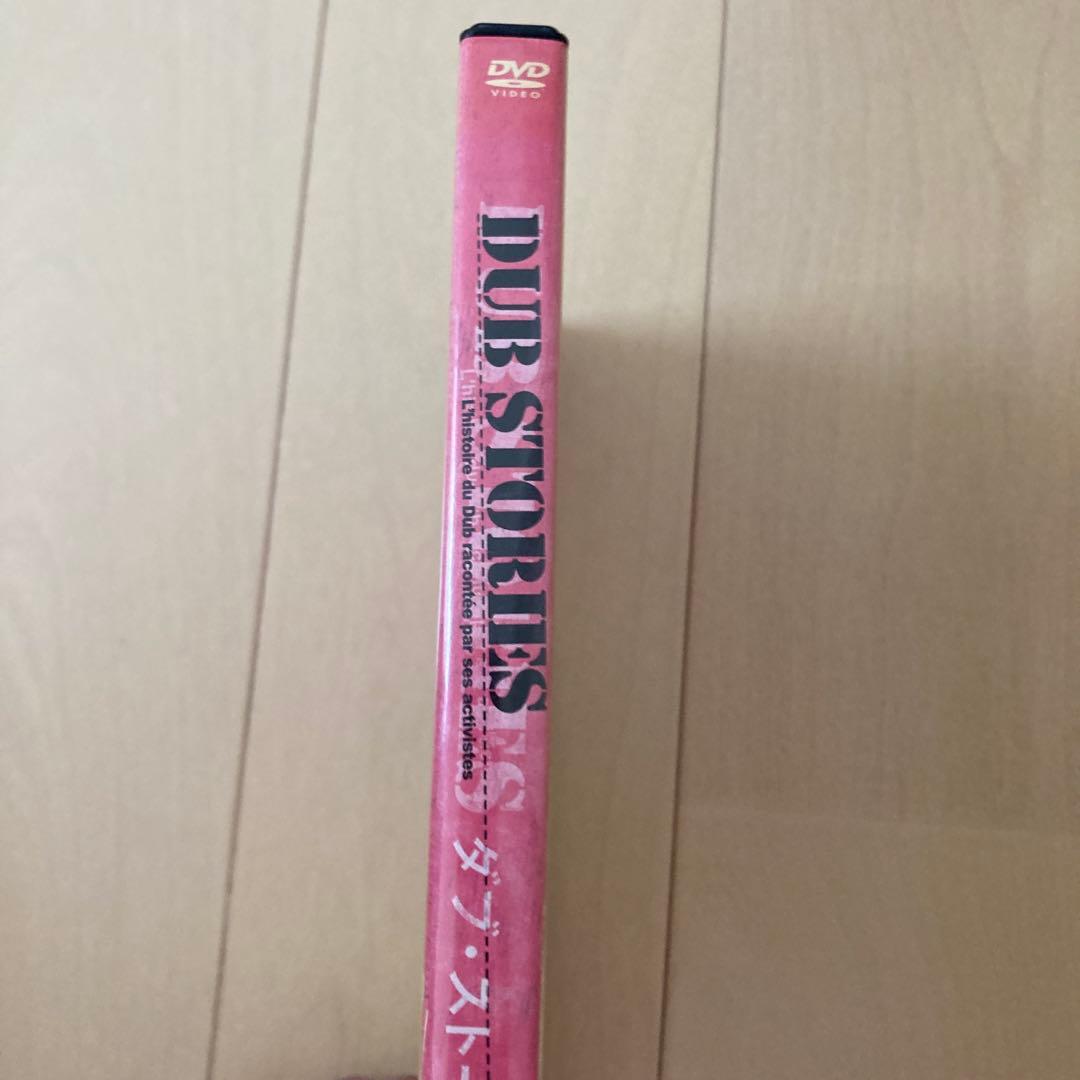 DVD
VIDEO
DUB STORIES
L'histoire du Dub racontée par ses activistes
ダブ・スト